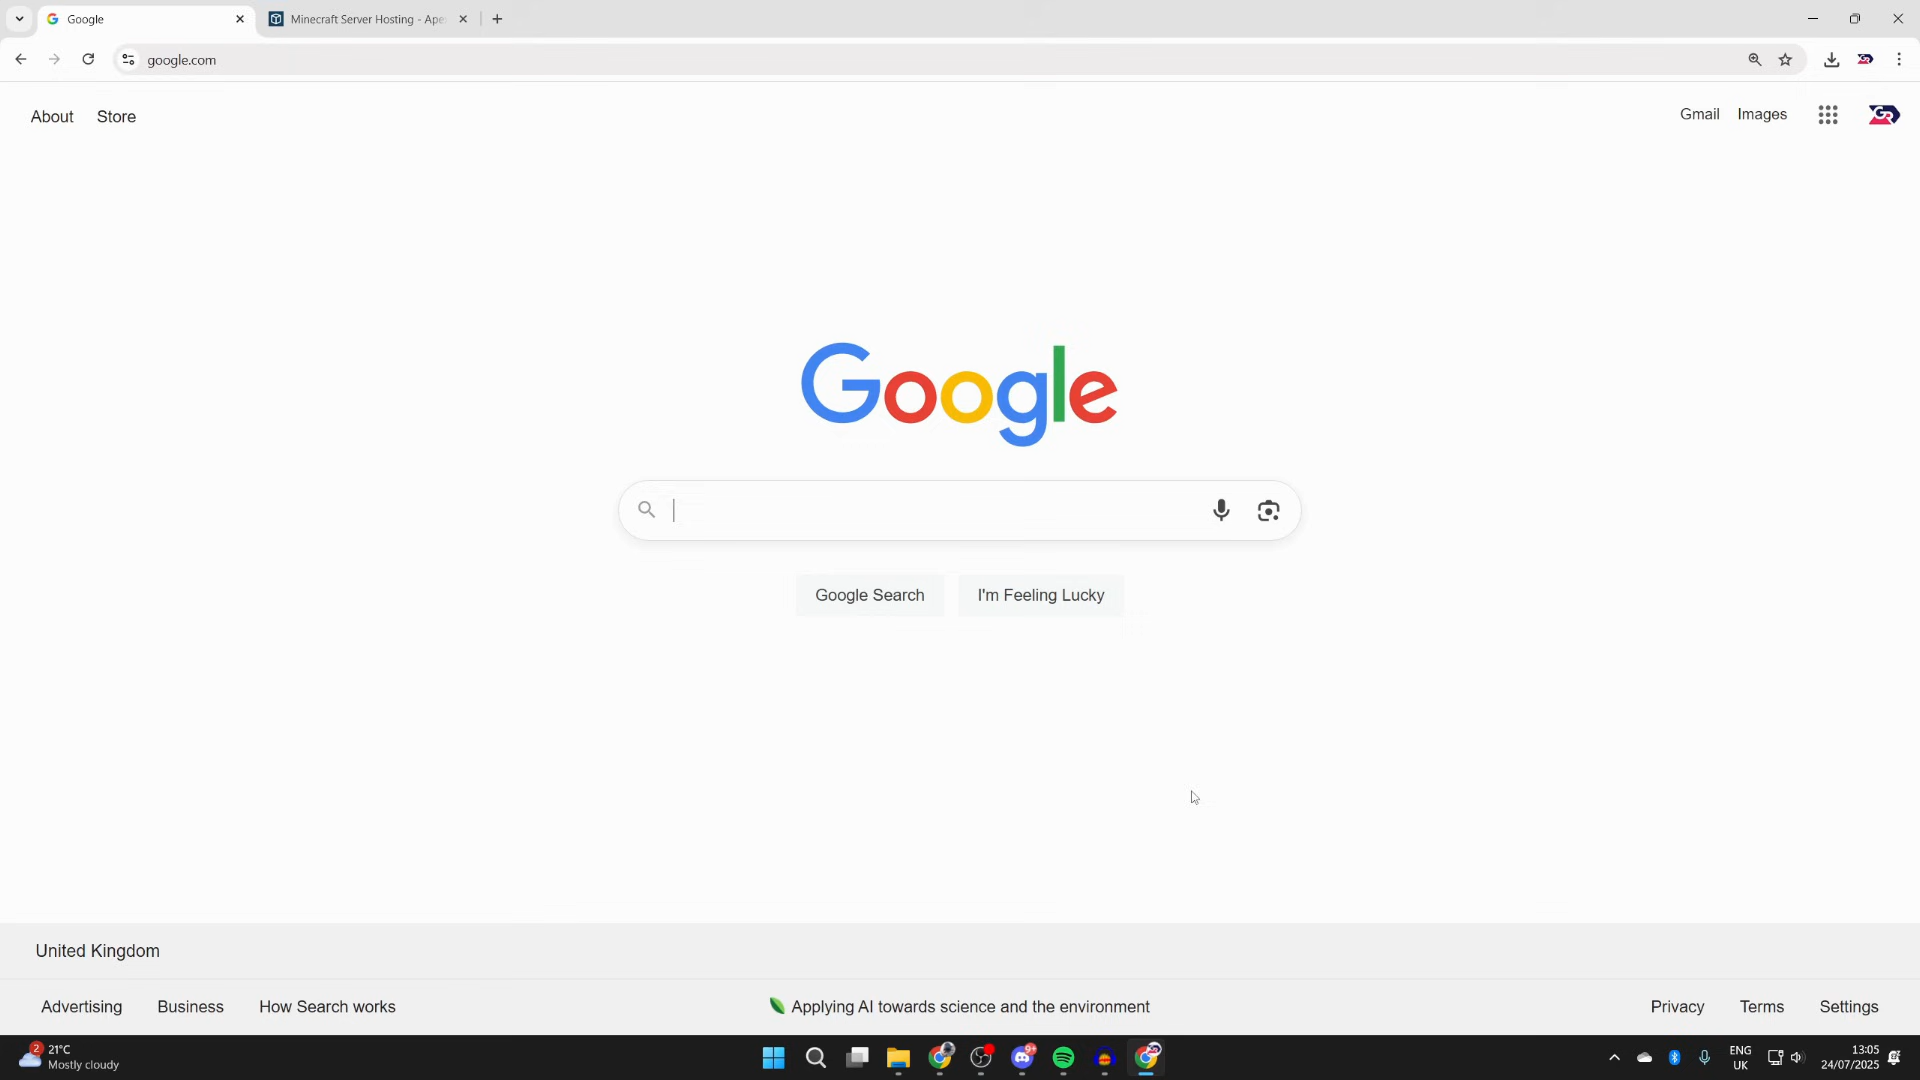 Google
Minecraft Server Hosting - Ape
google.com
About
Store
Gmail
Images
Google
Google Search
I'm Feeling Lucky
United Kingdom
Advertising
Business
How Search works
Applying AI towards science and the environment
Privacy
Terms
Settings
2
21°C
Mostly cloudy
9+
ENG
UK
13:05
24/07/2025